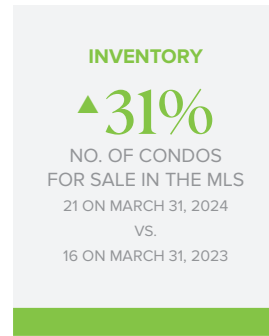 INVENTORY
▲31%
NO. OF CONDOS
FOR SALE IN THE MLS
21 ON MARCH 31, 2024
VS.
16 ON MARCH 31, 2023